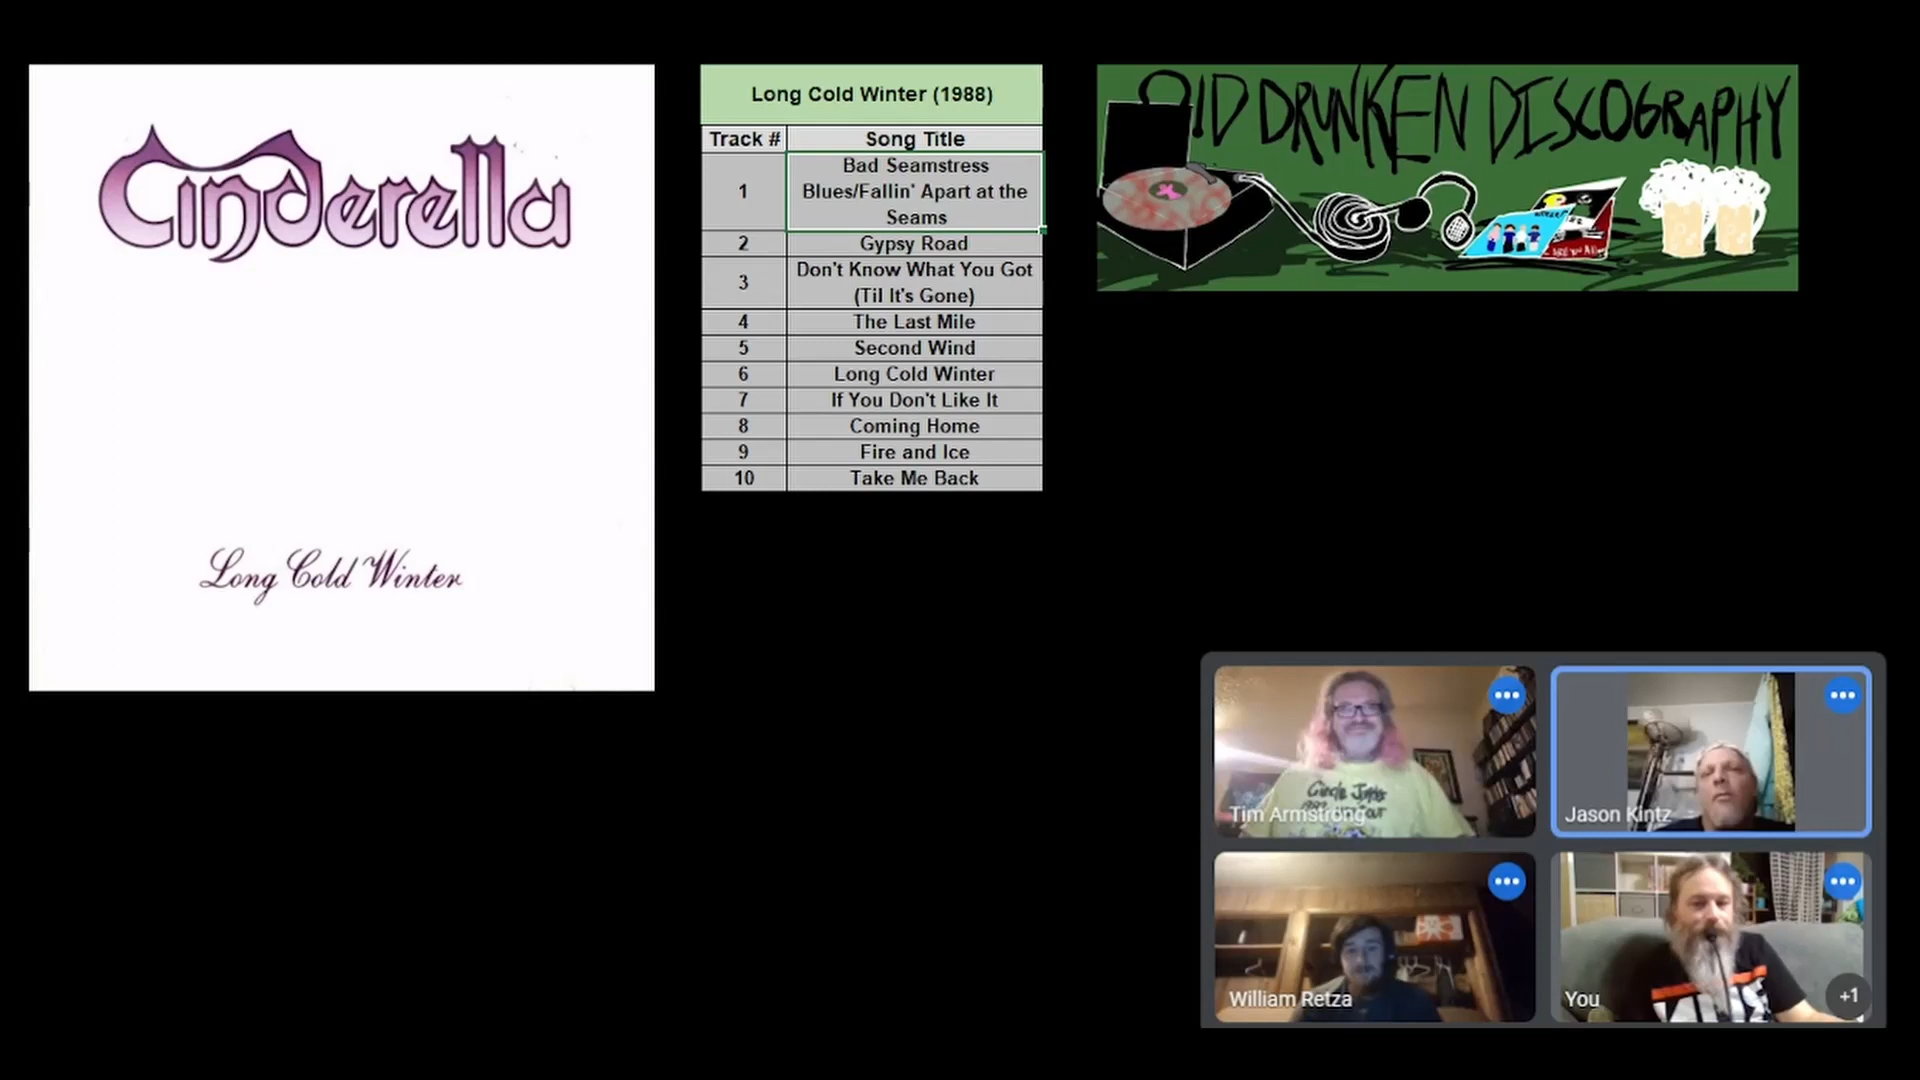 Cinderella
Long Cold Winter
Long Cold Winter (1988)
Track # Song Title
1 Bad Seamstress
Blues/Fallin' Apart at the
Seams
2 Gypsy Road
3 Don't Know What You Got
(Til It's Gone)
4 The Last Mile
5 Second Wind
6 Long Cold Winter
7 If You Don't Like It
8 Coming Home
9 Fire and Ice
10 Take Me Back
OLD DRUNKEN DISCOGRAPHY
Circle Jerks
Tim Armstrong
Jason Kintz
William Retza
You
+1